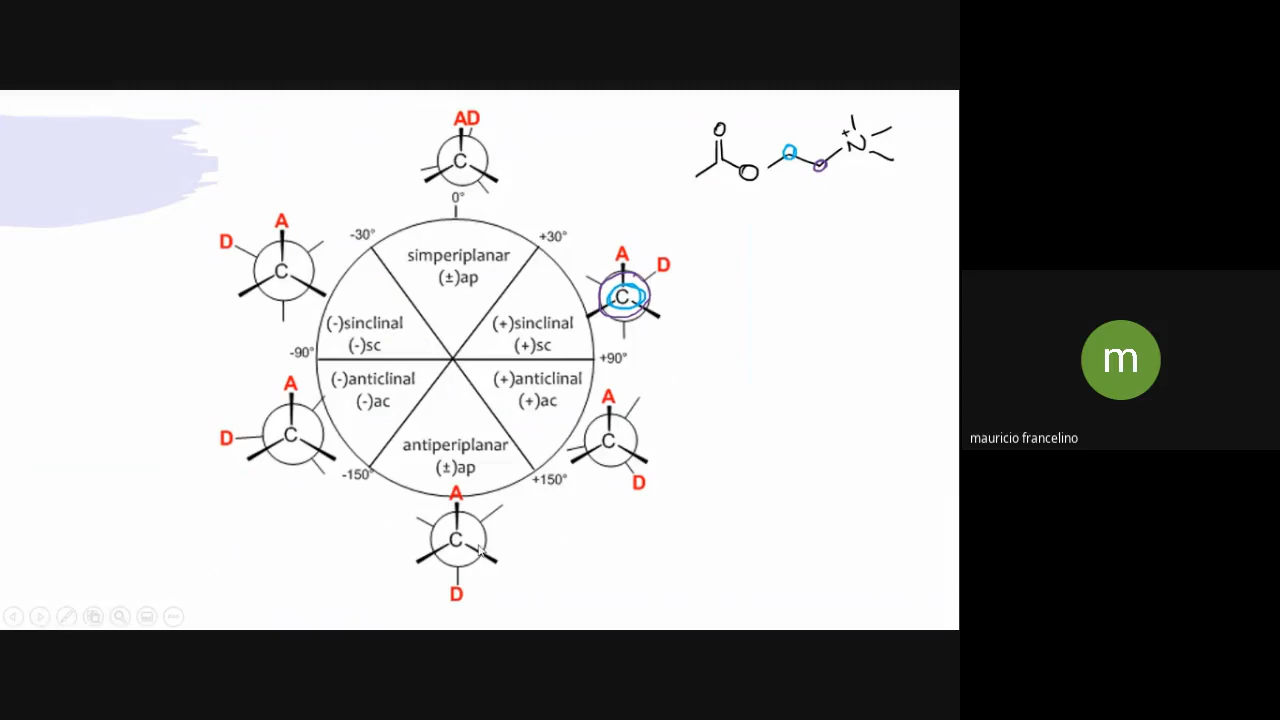 AD
0°
O
+
N
O
A
D
C
-30°
simperiplanar
(±)ap
+30°
A
D
C
(-)sinclinal
(-)sc
(+)sinclinal
(+)sc
-90°
+90°
(-)anticlinal
(-)ac
(+)anticlinal
(+)ac
A
D
C
A
C
D
antiperiplanar
(±)ap
-150°
+150°
A
C
D
C
m
mauricio francelino